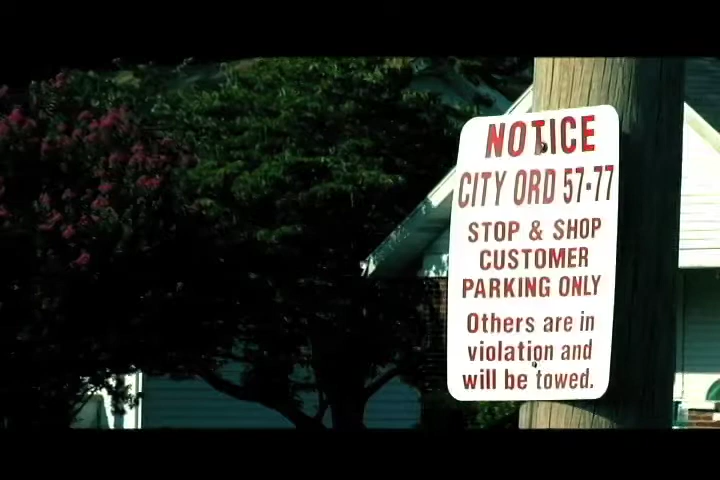 NOTICE
CITY ORD 57-77
STOP & SHOP
CUSTOMER
PARKING ONLY
Others are in
violation and
will be towed.